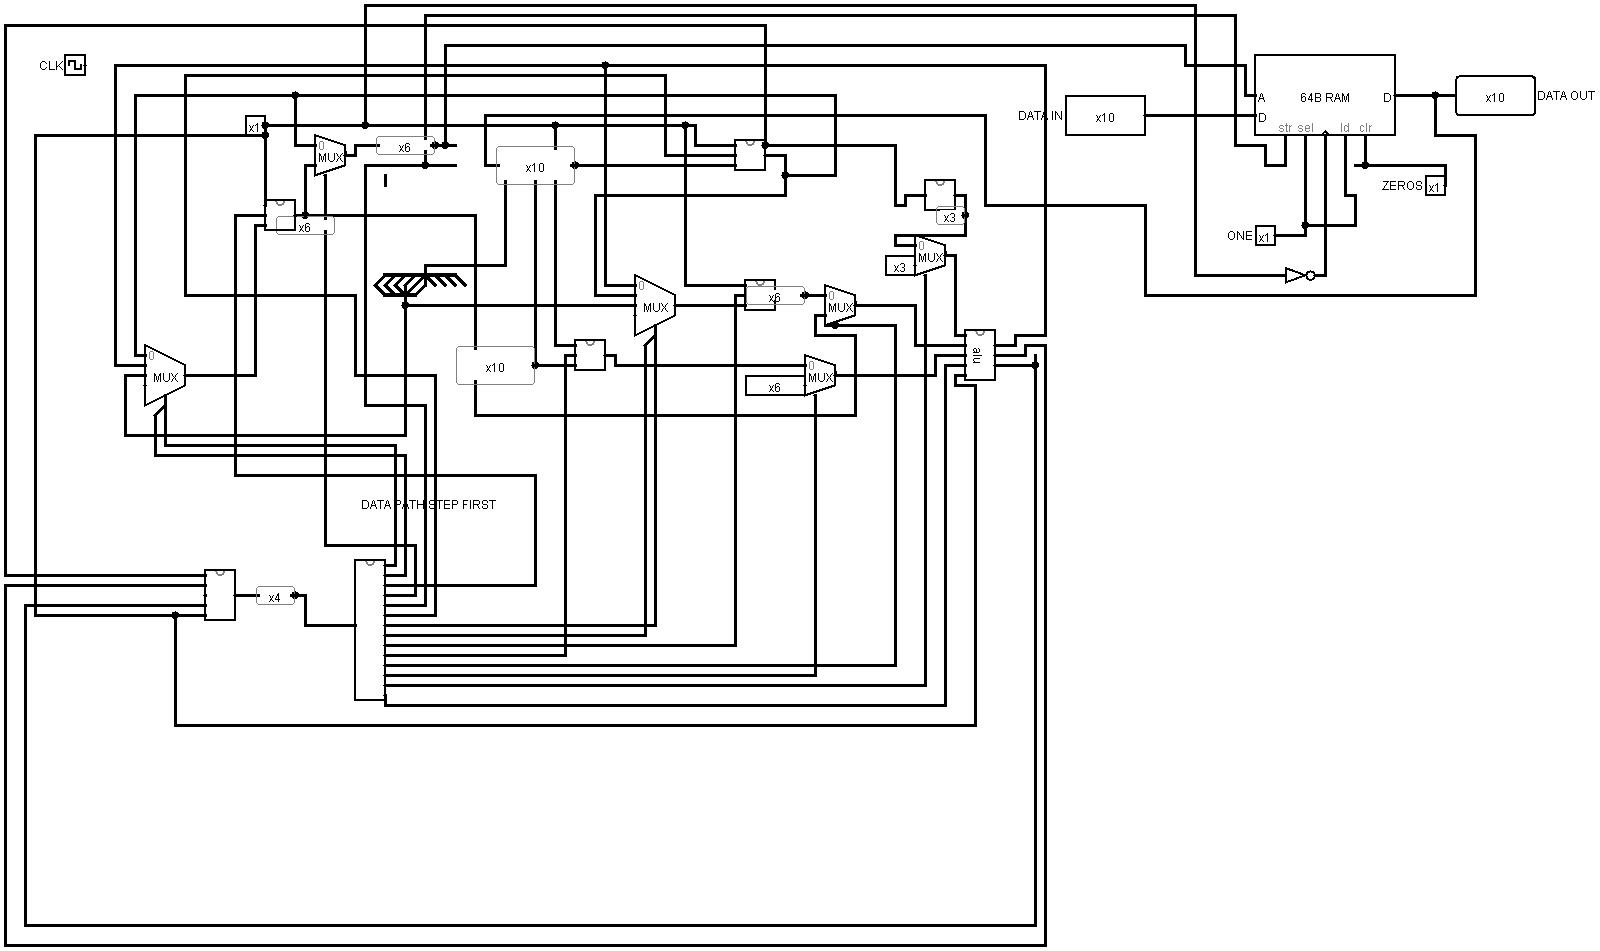 CLK
x1
0
MUX
x6
x10
64B RAM
A
D
D
str sel
ld
clr
x10
DATA IN
x10
DATA OUT
ZEROS
x1
ONE
x1
x6
x3
x3
0
MUX
0
MUX
x6
0
MUX
0
MUX
x10
x6
0
MUX
alu
DATA PATH STEP FIRST
x4